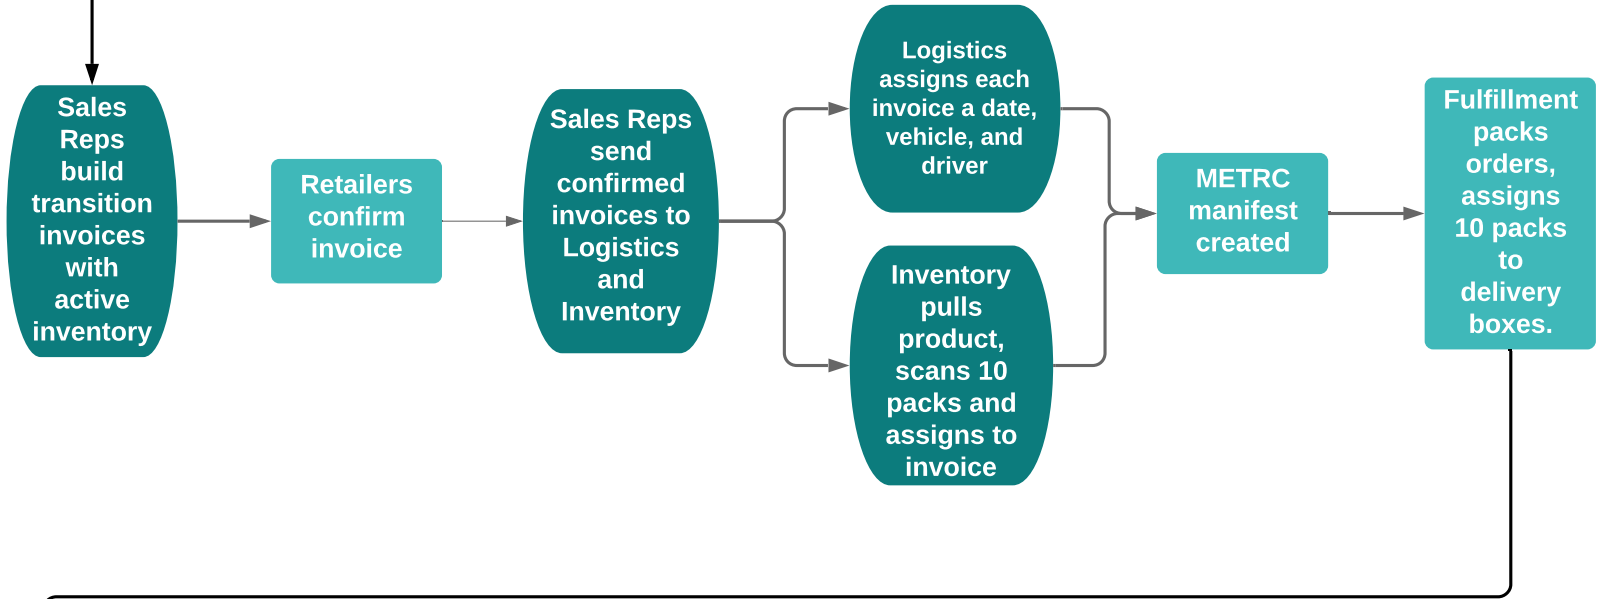 Sales
Reps
build
transition
invoices
with
active
inventory
Retailers
confirm
invoice
Sales Reps
send
confirmed
invoices to
Logistics
and
Inventory
Logistics
assigns each
invoice a date,
vehicle, and
driver
Inventory
pulls
product,
scans 10
packs and
assigns to
invoice
METRC
manifest
created
Fulfillment
packs
orders,
assigns
10 packs
to
delivery
boxes.